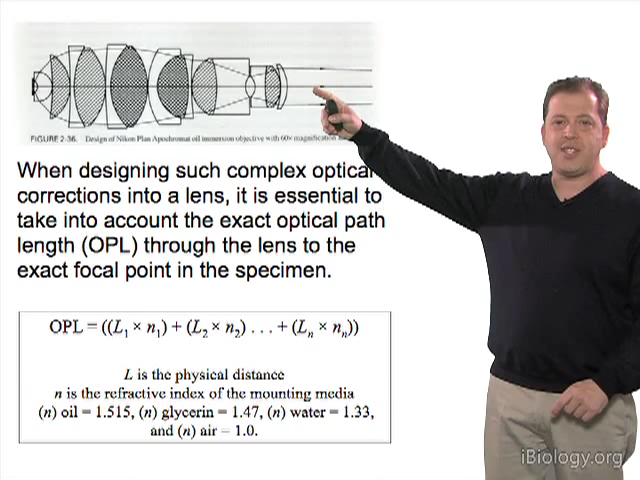 FIGURE 2-36. Design of Nikon Plan Apochromat oil immersion objective with 60× magnification
When designing such complex optical
corrections into a lens, it is essential to
take into account the exact optical path
length (OPL) through the lens to the
exact focal point in the specimen.
OPL = ((L₁ × n₁) + (L₂ × n₂) . . . + (Lₙ × nₙ))
L is the physical distance
n is the refractive index of the mounting media
(n) oil = 1.515, (n) glycerin = 1.47, (n) water = 1.33,
and (n) air = 1.0.
iBiology.org